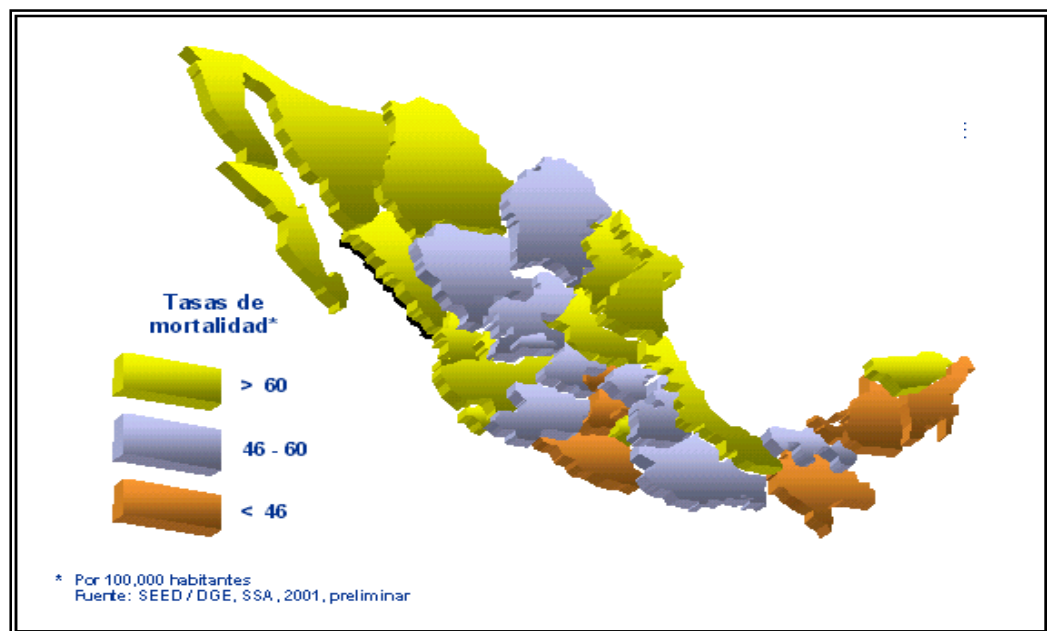 Tasas de
mortalidad*
> 60
46 - 60
< 46
* Por 100,000 habitantes
Fuente: SEED / DGE, SSA, 2001, preliminar